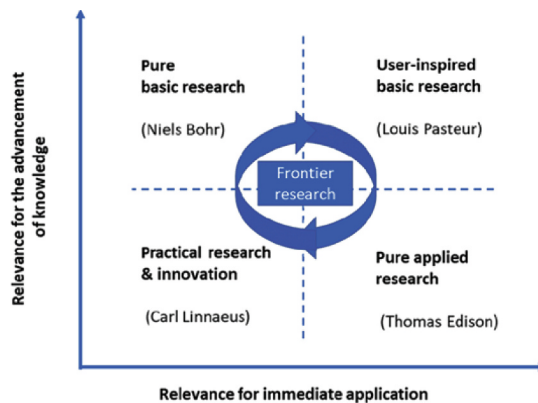 Relevance for the advancement
of knowledge
Pure
basic research
(Niels Bohr)
User-inspired
basic research
(Louis Pasteur)
Frontier
research
Practical research
& innovation
(Carl Linnaeus)
Pure applied
research
(Thomas Edison)
Relevance for immediate application